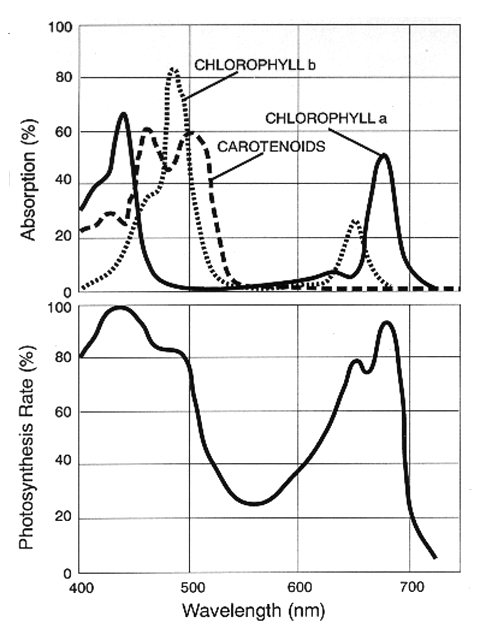 100
80
60
40
20
0
Absorption (%)
CHLOROPHYLL b
CHLOROPHYLL a
CAROTENOIDS
100
80
60
40
20
0
Photosynthesis Rate (%)
400 500 600 700
Wavelength (nm)